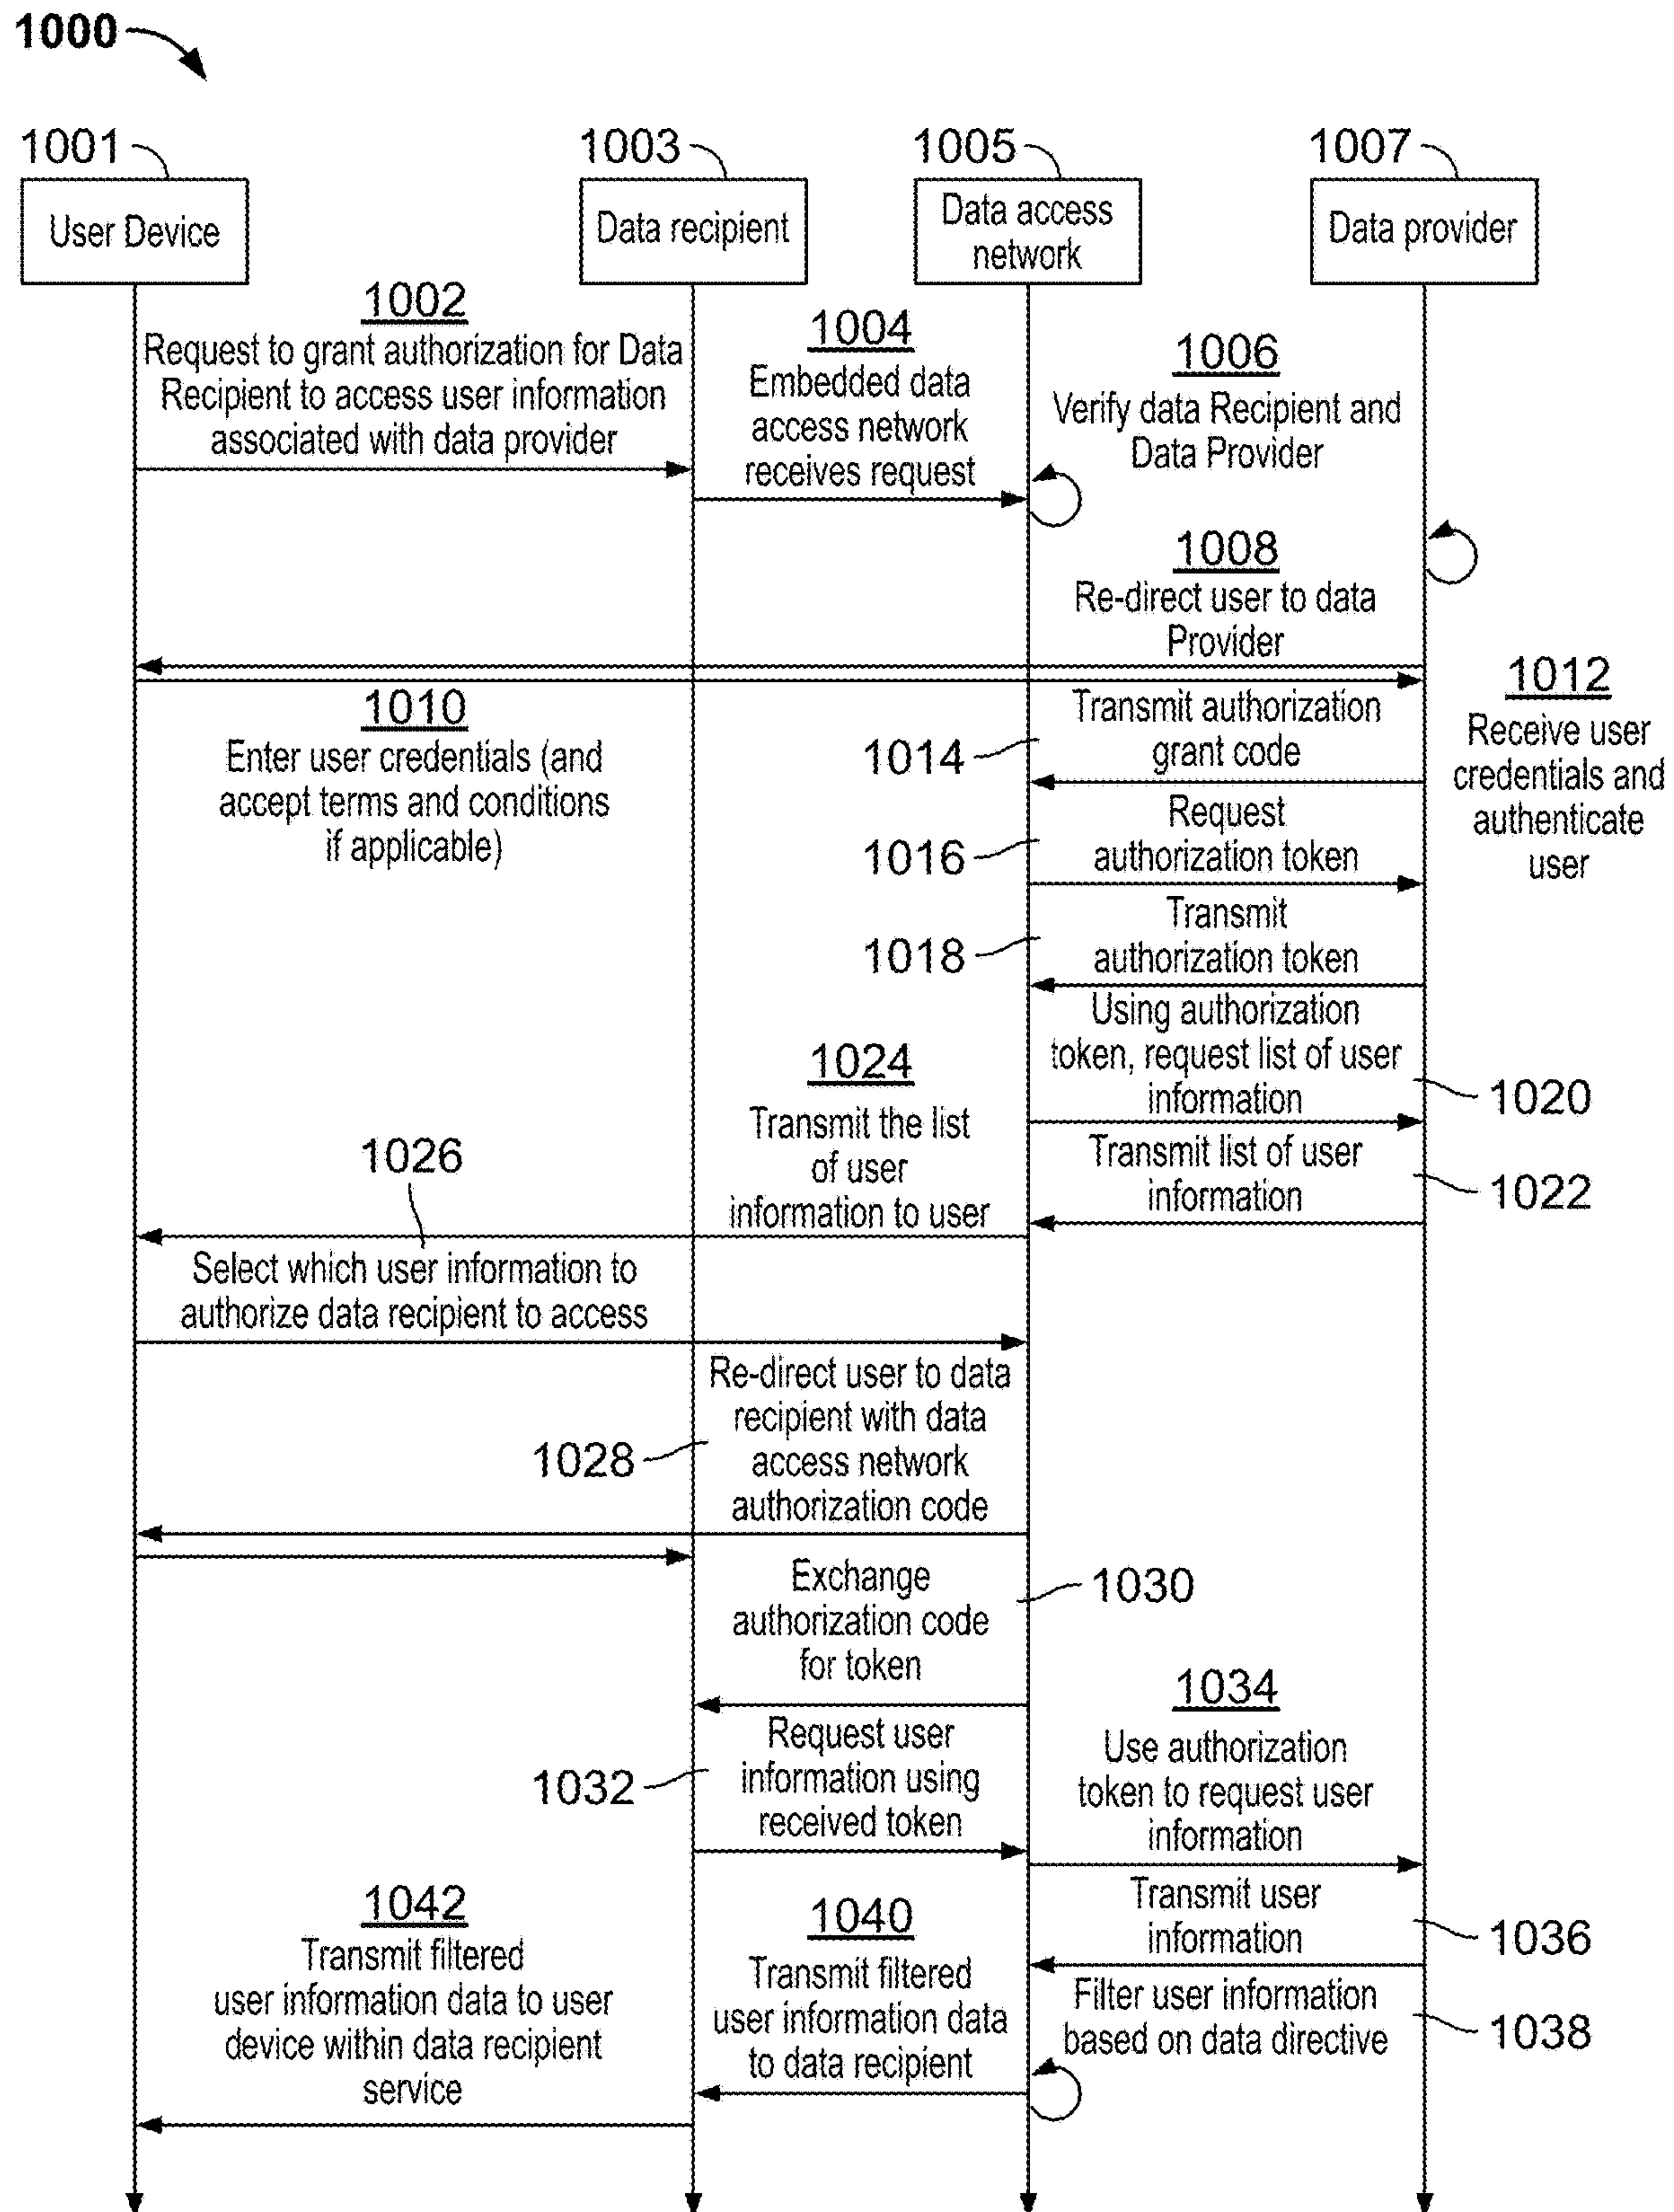 1000
1001
1003
1005
1007
User Device
Data recipient
Data access
network
Data provider
1002
Request to grant authorization for Data
Recipient to access user information
associated with data provider
1004
Embedded data
access network
receives request
1006
Verify data Recipient and
Data Provider
1008
Re-direct user to data
Provider
1010
Enter user credentials (and
accept terms and conditions
if applicable)
1012
Receive user
credentials and
authenticate
user
1014
Transmit authorization
grant code
1016
Request
authorization token
1018
Transmit
authorization token
Using authorization
token, request list of user
information
1020
Transmit list of user
information
1022
1024
Transmit the list
of user
information to user
1026
Select which user information to
authorize data recipient to access
Re-direct user to data
recipient with data
access network
authorization code
1028
Exchange
authorization code
for token
1030
Request user
information using
received token
1032
1034
Use authorization
token to request user
information
Transmit user
information
1036
Filter user information
based on data directive
1038
1040
Transmit filtered
user information data
to data recipient
1042
Transmit filtered
user information data to user
device within data recipient
service